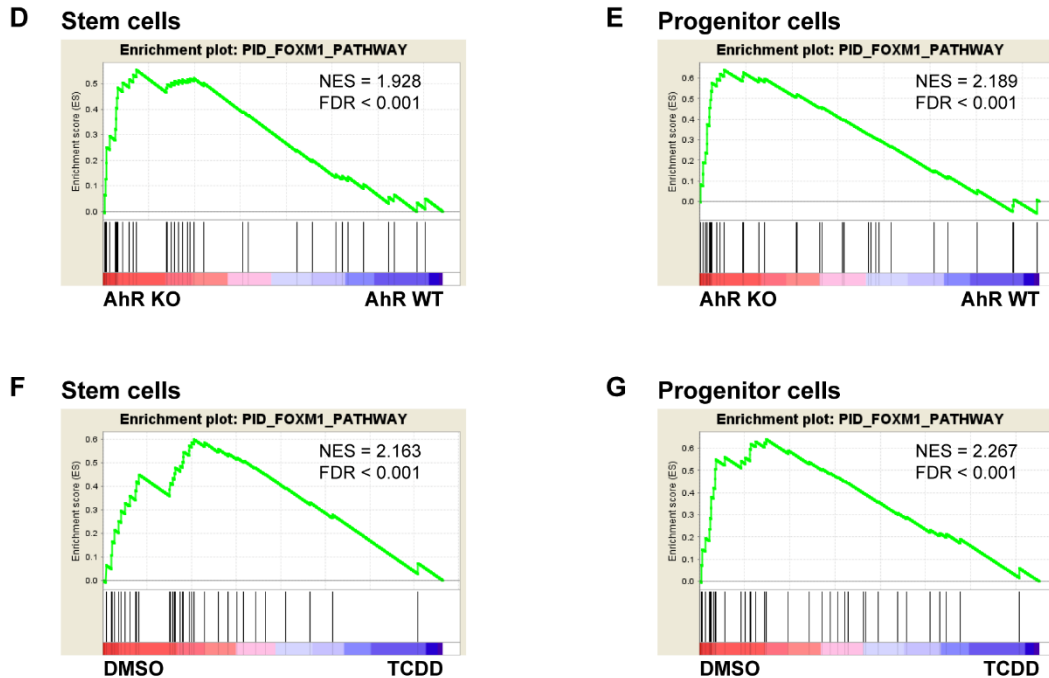 D Stem cells
Enrichment plot: PID_FOXM1_PATHWAY
NES = 1.928
FDR < 0.001
Enrichment score (ES)
0.5
0.4
0.3
0.2
0.1
0.0
AhR KO AhR WT
E Progenitor cells
Enrichment plot: PID_FOXM1_PATHWAY
NES = 2.189
FDR < 0.001
Enrichment score (ES)
0.6
0.5
0.4
0.3
0.2
0.1
0.0
AhR KO AhR WT
F Stem cells
Enrichment plot: PID_FOXM1_PATHWAY
NES = 2.163
FDR < 0.001
Enrichment score (ES)
0.6
0.5
0.4
0.3
0.2
0.1
0.0
DMSO TCDD
G Progenitor cells
Enrichment plot: PID_FOXM1_PATHWAY
NES = 2.267
FDR < 0.001
Enrichment score (ES)
0.6
0.5
0.4
0.3
0.2
0.1
0.0
DMSO TCDD